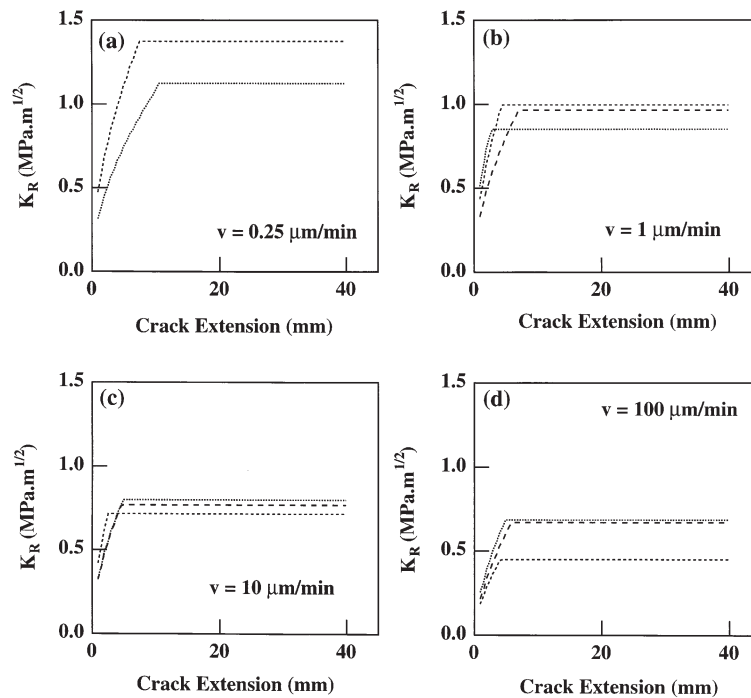 (a)
1.5
1.0
0.5
0.0
K_R (MPa.m^1/2)
v = 0.25 μm/min
0 20 40
Crack Extension (mm)
(b)
1.5
1.0
0.5
0.0
K_R (MPa.m^1/2)
v = 1 μm/min
0 20 40
Crack Extension (mm)
(c)
1.5
1.0
0.5
0.0
K_R (MPa.m^1/2)
v = 10 μm/min
0 20 40
Crack Extension (mm)
(d)
v = 100 μm/min
1.5
1.0
0.5
0.0
K_R (MPa.m^1/2)
0 20 40
Crack Extension (mm)